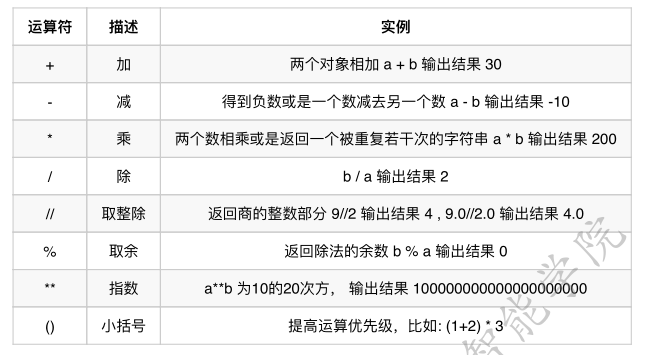 运算符 描述 实例
+ 加 两个对象相加 a + b 输出结果 30
- 减 得到负数或是一个数减去另一个数 a - b 输出结果 -10
* 乘 两个数相乘或是返回一个被重复若干次的字符串 a * b 输出结果 200
/ 除 b / a 输出结果 2
// 取整除 返回商的整数部分 9//2 输出结果 4 , 9.0//2.0 输出结果 4.0
% 取余 返回除法的余数 b % a 输出结果 0
** 指数 a**b 为10的20次方， 输出结果 100000000000000000000
() 小括号 提高运算优先级，比如: (1+2) * 3
智能学院